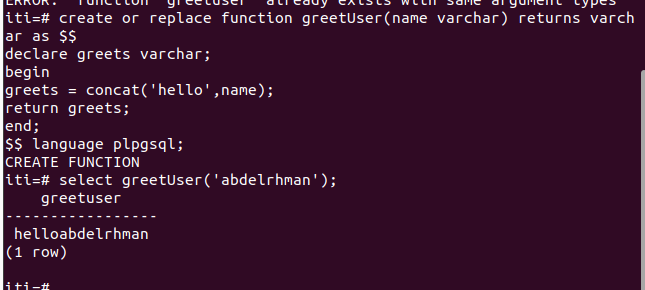 ERROR: function "greetuser" already exists with same argument types
iti=# create or replace function greetUser(name varchar) returns varch
ar as $$
declare greets varchar;
begin
greets = concat('hello',name);
return greets;
end;
$$ language plpgsql;
CREATE FUNCTION
iti=# select greetUser('abdelrhman');
greetuser
-----------------
helloabdelrhman
(1 row)
iti=#